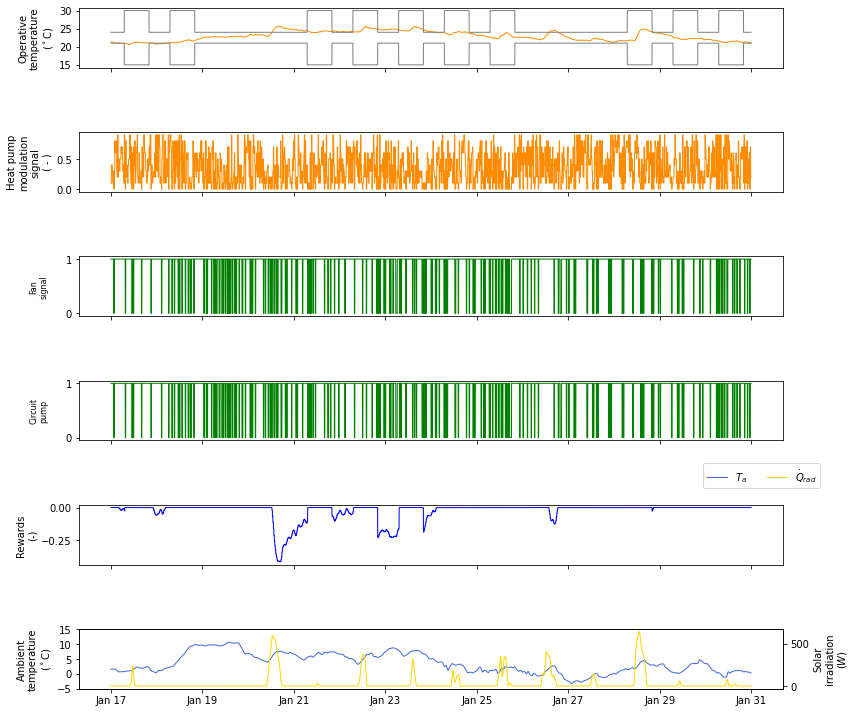 Operative
temperature
(°C)
30
25
20
15
Heat pump
modulation
signal
( - )
0.5
0.0
Fan
signal
1
0
Circuit
pump
1
0
T_a
Q̇_rad
Rewards
(-)
0.00
−0.25
Ambient
temperature
(°C)
15
10
5
0
−5
500
0
Solar
irradiation
(W)
Jan 17
Jan 19
Jan 21
Jan 23
Jan 25
Jan 27
Jan 29
Jan 31